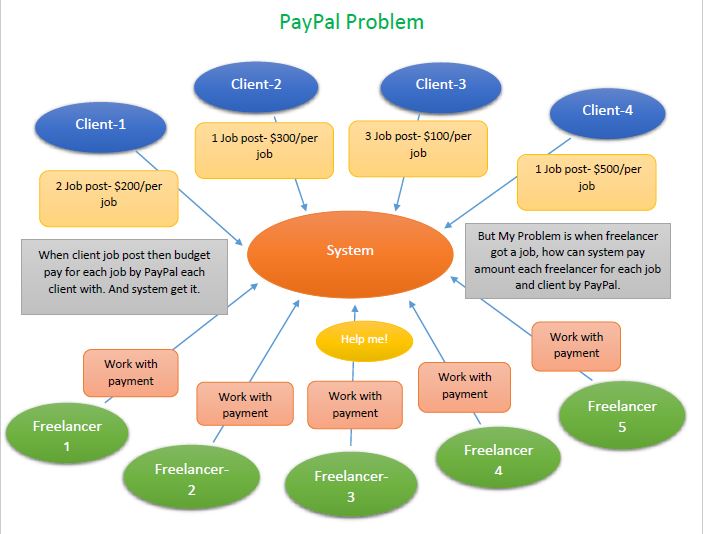 PayPal Problem
Client-1
Client-2
Client-3
Client-4
2 Job post- $200/per
job
1 Job post- $300/per
job
3 Job post- $100/per
job
1 Job post- $500/per
job
System
When client job post then budget
pay for each job by PayPal each
client with. And system get it.
But My Problem is when freelancer
got a job, how can system pay
amount each freelancer for each job
and client by PayPal.
Help me!
Work with
payment
Work with
payment
Work with
payment
Work with
payment
Work with
payment
Freelancer
1
Freelancer-
2
Freelancer-
3
Freelancer
4
Freelancer
5